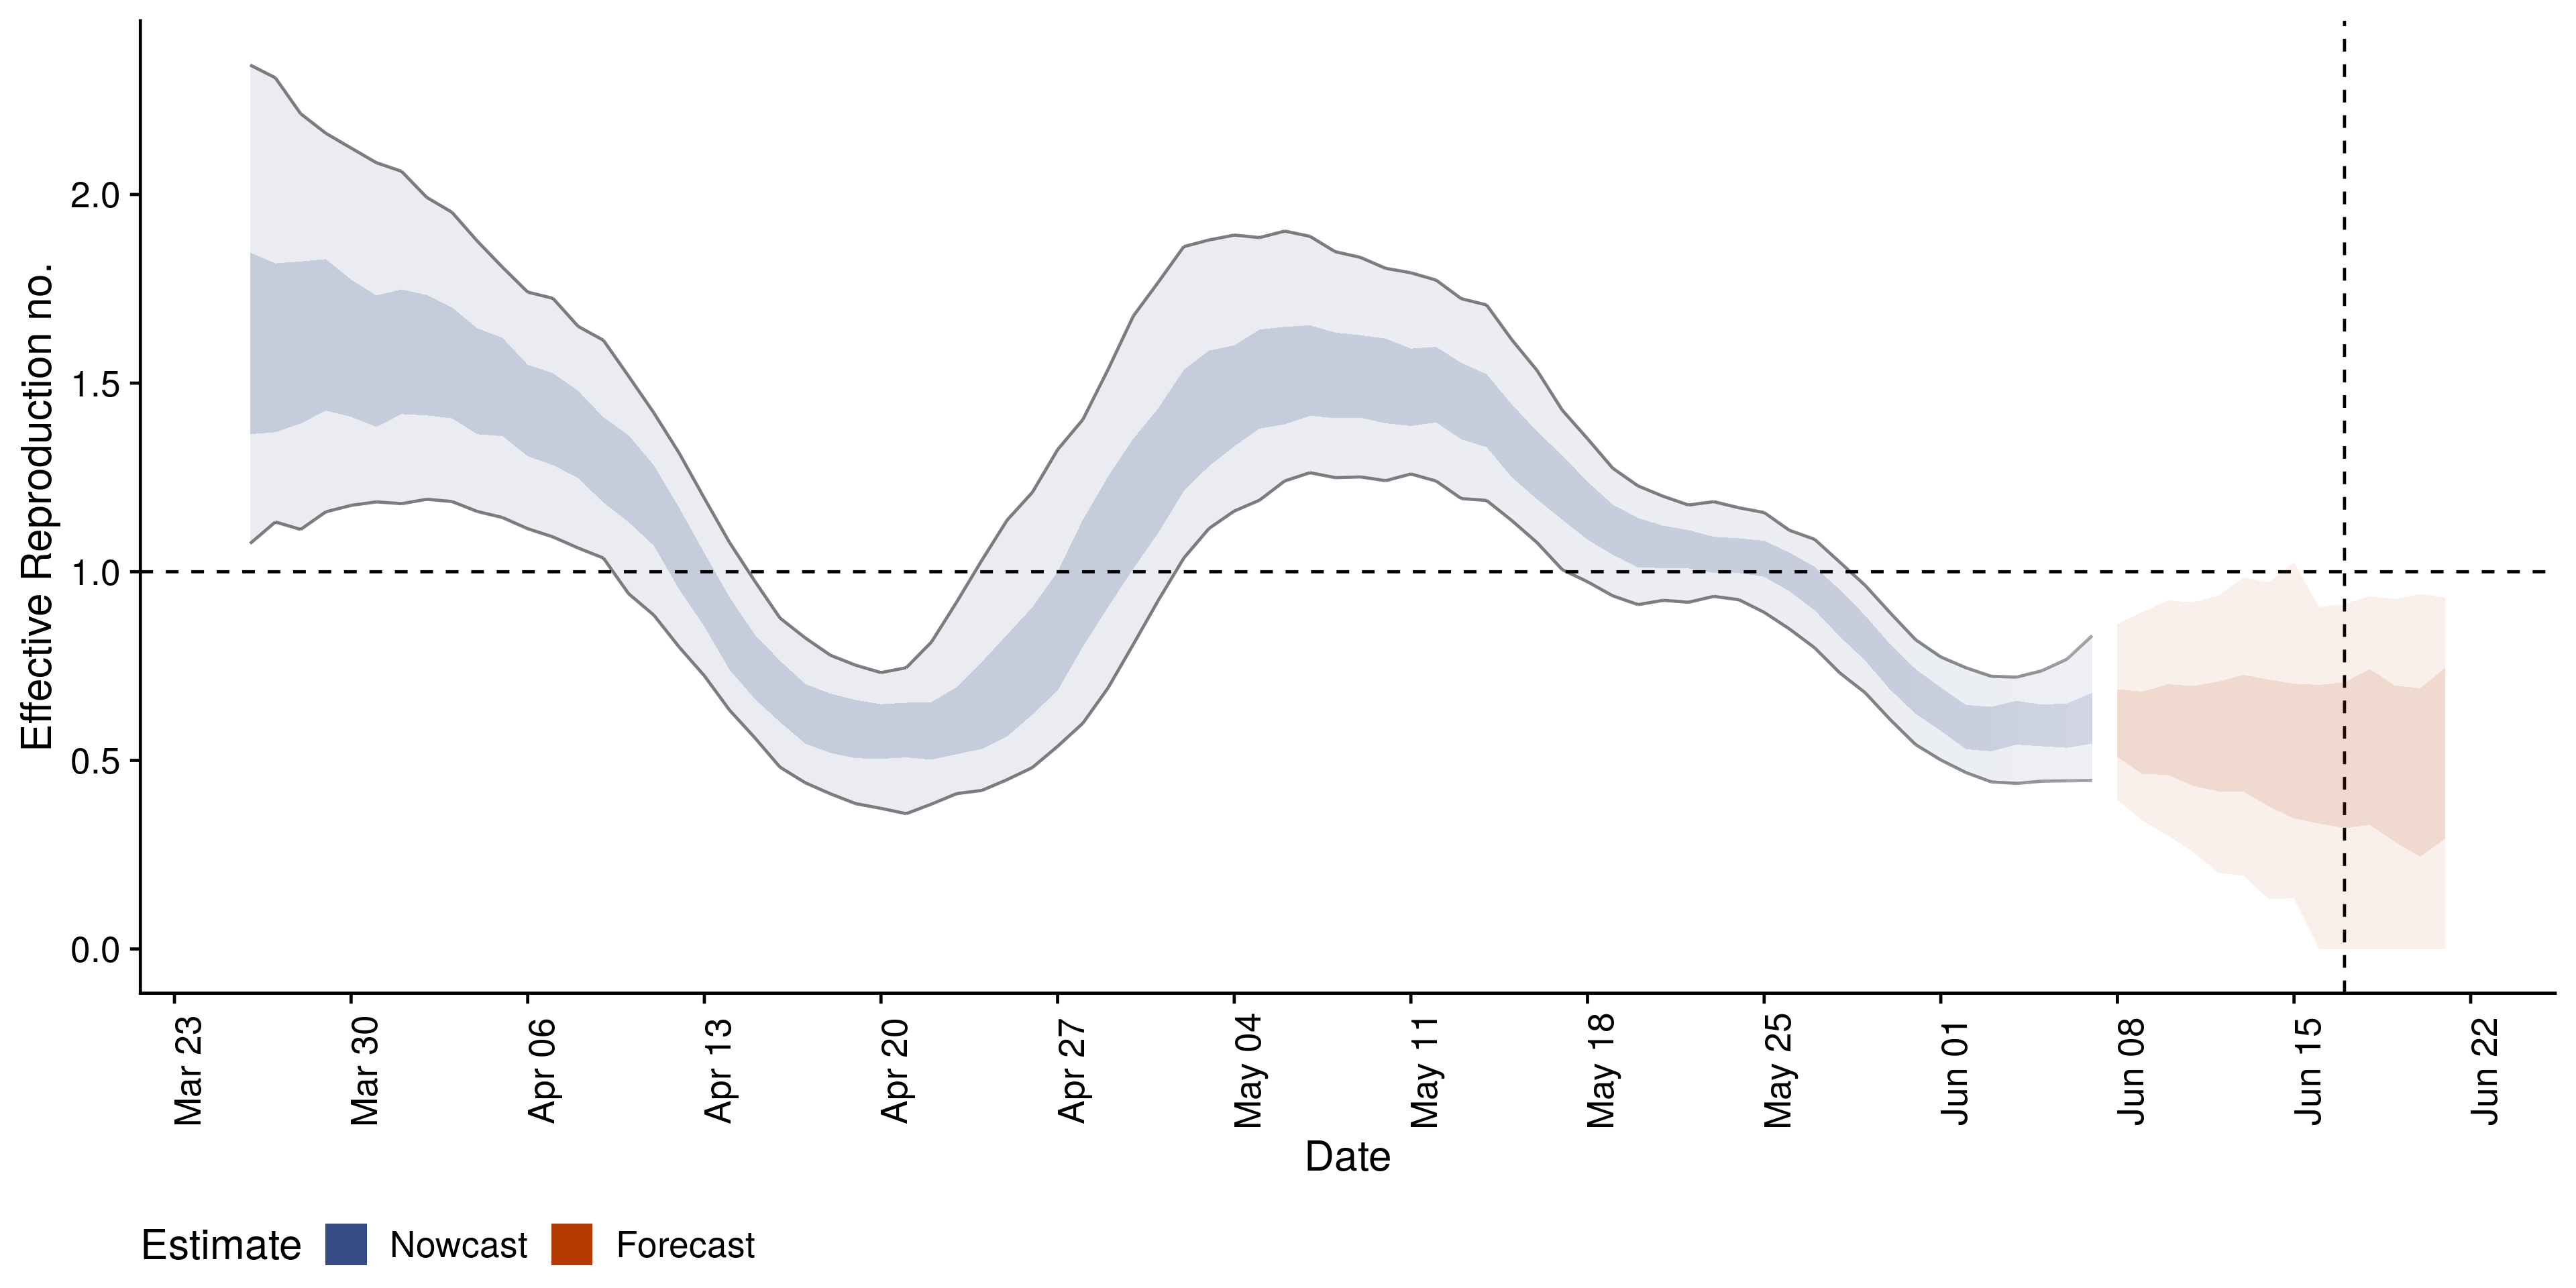 Effective Reproduction no.
2.0
1.5
1.0
0.5
0.0
Mar 23
Mar 30
Apr 06
Apr 13
Apr 20
Apr 27
May 04
May 11
May 18
May 25
Jun 01
Jun 08
Jun 15
Jun 22
Date
Estimate Nowcast Forecast